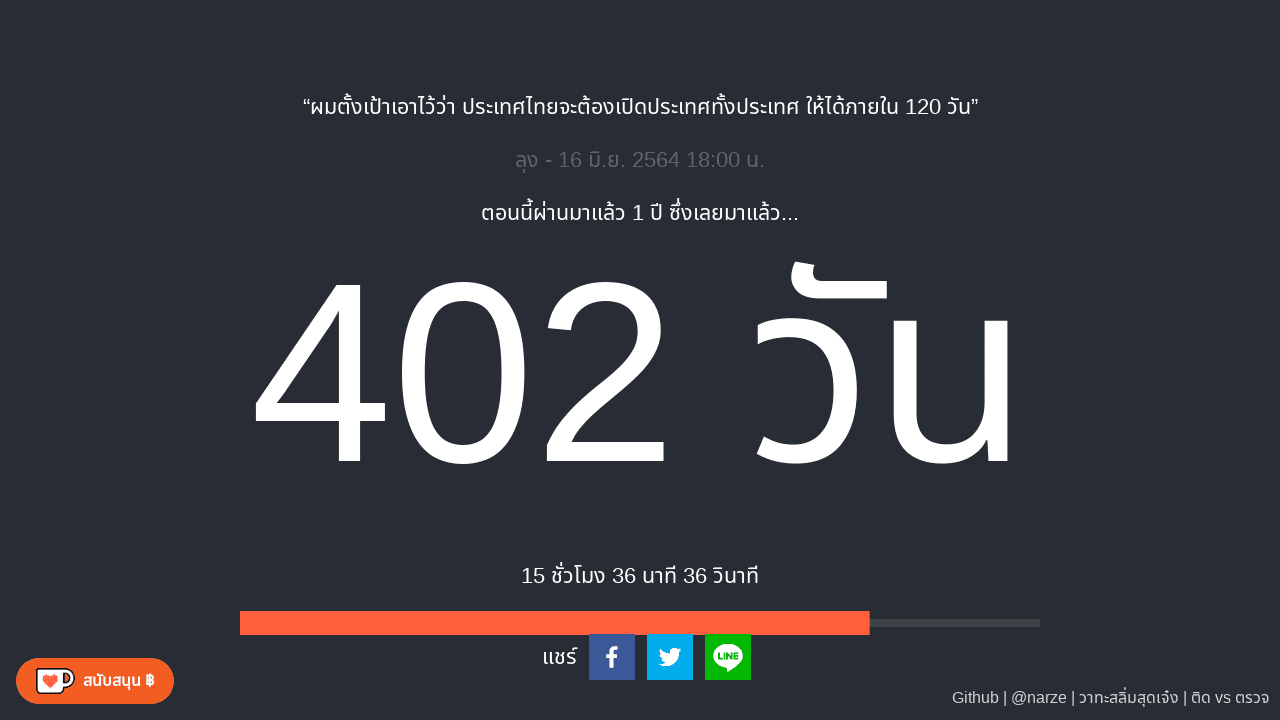 “ผมตั้งเป้าเอาไว้ว่า ประเทศไทยจะต้องเปิดประเทศทั้งประเทศ ให้ได้ภายใน 120 วัน”
ลุง - 16 มิ.ย. 2564 18:00 น.
ตอนนี้ผ่านมาแล้ว 1 ปี ซึ่งเลยมาแล้ว...
402 วัน
15 ชั่วโมง 36 นาที 36 วินาที
แชร์
LINE
สนับสนุน ฿
Github | @narze | วาทะสลิ่มสุดเจ๋ง | ติด vs ตรวจ